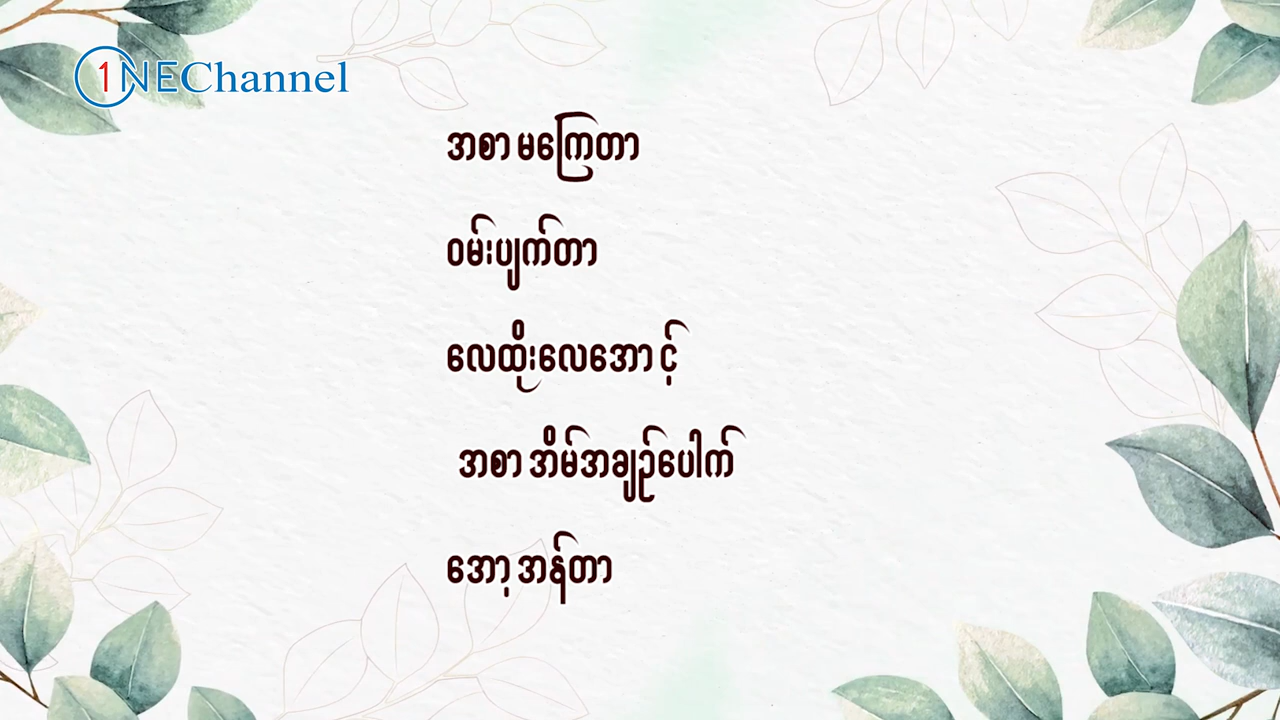 1NEChannel
အစာ မကြေတာ
ဝမ်းပျက်တာ
လေထိုးလေအော င့်
အစာ အိမ်အချဉ်ပေါက်
အော့ အန်တာ